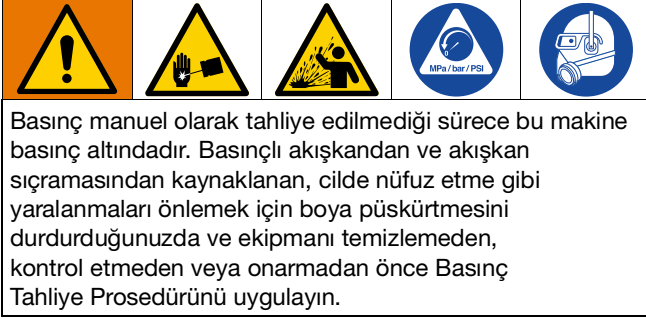 MPa/bar/PSI
Basınç manuel olarak tahliye edilmediği sürece bu makine
basınç altındadır. Basınçlı akışkandan ve akışkan
sıçramasından kaynaklanan, cilde nüfuz etme gibi
yaralanmaları önlemek için boya püskürtmesini
durdurduğunuzda ve ekipmanı temizlemeden,
kontrol etmeden veya onarmadan önce Basınç
Tahliye Prosedürünü uygulayın.